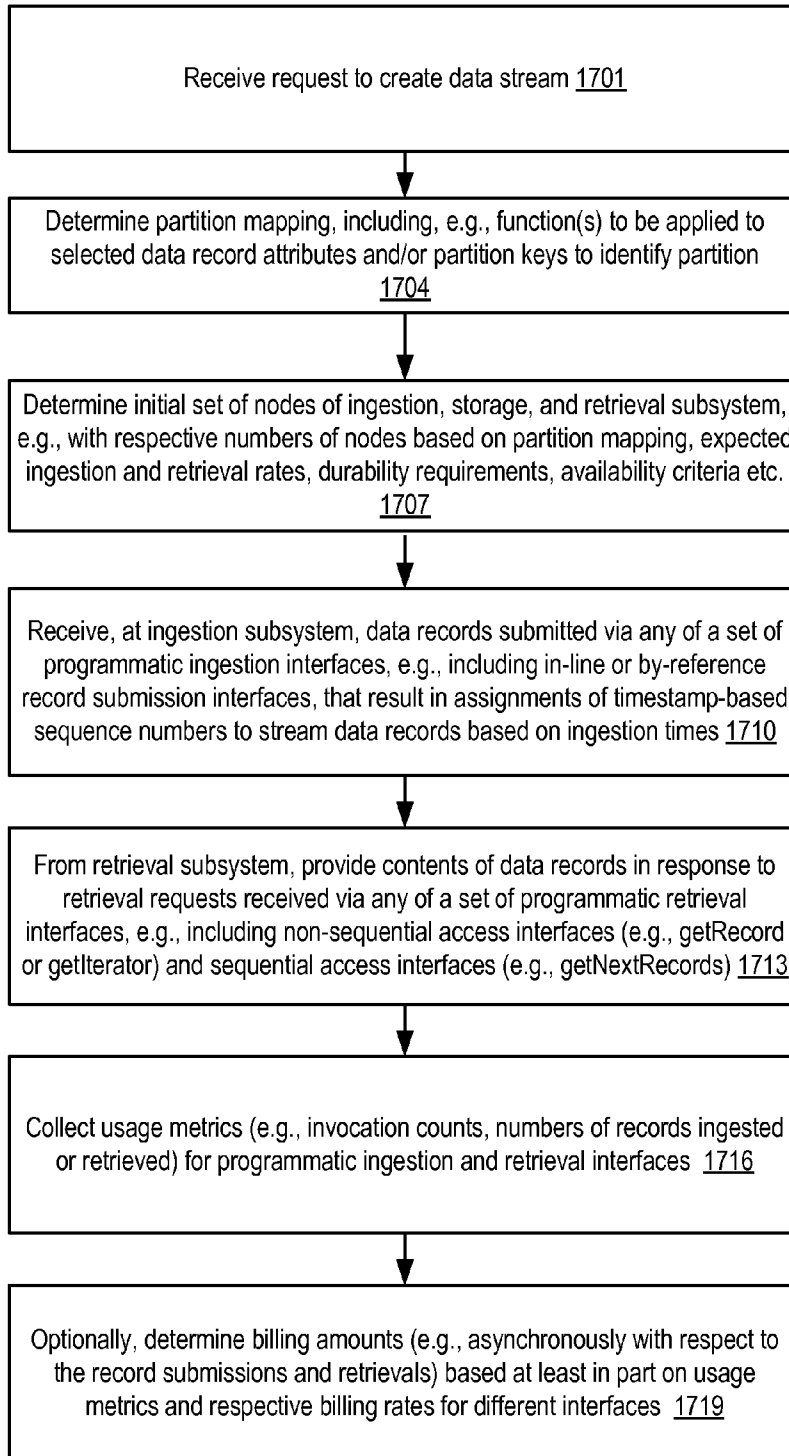 Receive request to create data stream 1701
Determine partition mapping, including, e.g., function(s) to be applied to
selected data record attributes and/or partition keys to identify partition
1704
Determine initial set of nodes of ingestion, storage, and retrieval subsystem,
e.g., with respective numbers of nodes based on partition mapping, expected
ingestion and retrieval rates, durability requirements, availability criteria etc.
1707
Receive, at ingestion subsystem, data records submitted via any of a set of
programmatic ingestion interfaces, e.g., including in-line or by-reference
record submission interfaces, that result in assignments of timestamp-based
sequence numbers to stream data records based on ingestion times 1710
From retrieval subsystem, provide contents of data records in response to
retrieval requests received via any of a set of programmatic retrieval
interfaces, e.g., including non-sequential access interfaces (e.g., getRecord
or getIterator) and sequential access interfaces (e.g., getNextRecords) 1713
Collect usage metrics (e.g., invocation counts, numbers of records ingested
or retrieved) for programmatic ingestion and retrieval interfaces 1716
Optionally, determine billing amounts (e.g., asynchronously with respect to
the record submissions and retrievals) based at least in part on usage
metrics and respective billing rates for different interfaces 1719